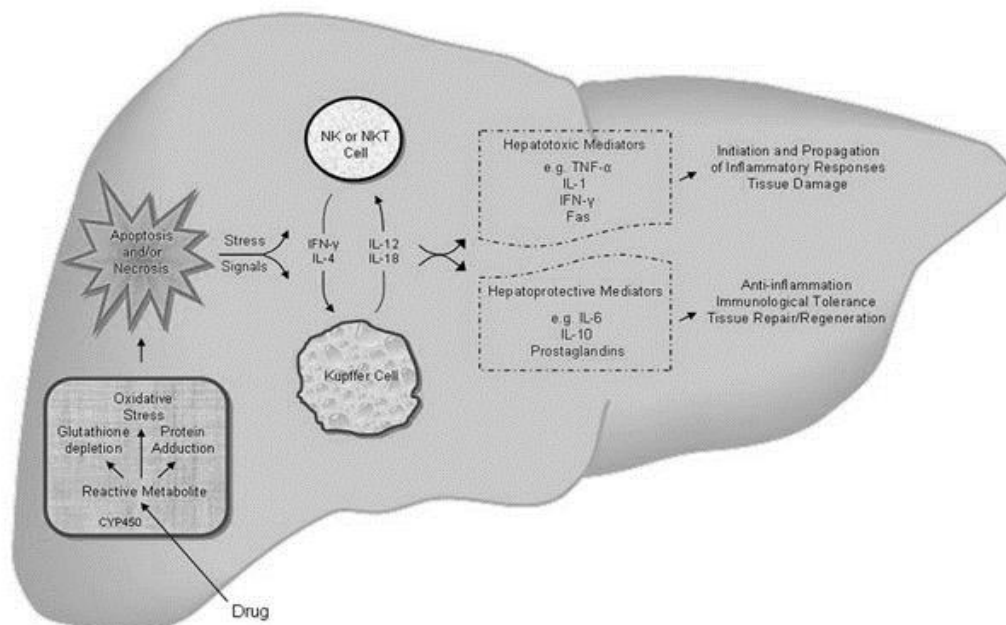 NK or NKT
Cell
Hepatotoxic Mediators
e.g. TNF-α
IL-1
IFN-γ
Fas
Initiation and Propagation
of Inflammatory Responses
Tissue Damage
Apoptosis
and/or
Necrosis
Stress
Signals
IFN-γ
IL-4
IL-12
IL-18
Hepatoprotective Mediators
e.g. IL-6
IL-10
Prostaglandins
Anti-inflammation
Immunological Tolerance
Tissue Repair/Regeneration
Kupffer Cell
Oxidative
Stress
Glutathione
depletion
Protein
Adduction
Reactive Metabolite
CYP450
Drug